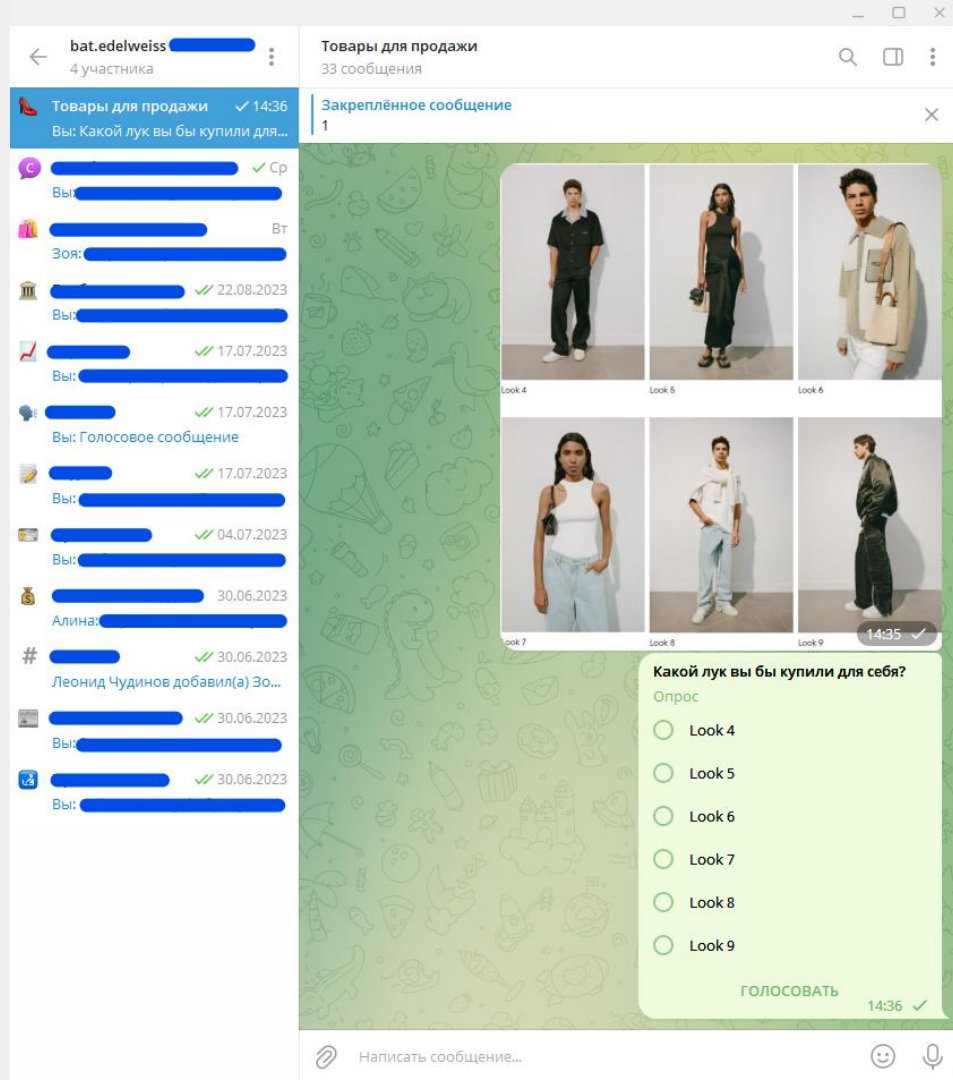 bat.edelweiss
4 участника
Товары для продажи
14:36
Вы: Какой лук вы бы купили для...
C
Ср
Вы:
Вт
Зоя:
22.08.2023
Вы:
17.07.2023
Вы:
17.07.2023
Вы: Голосовое сообщение
17.07.2023
Вы:
04.07.2023
Вы:
30.06.2023
Алина:
#
30.06.2023
Леонид Чудинов добавил(а) Зо...
30.06.2023
Вы:
30.06.2023
Вы:
Товары для продажи
33 сообщения
Закреплённое сообщение
1
Look 4
Look 5
Look 6
Look 7
Look 8
Look 9
14:35
Какой лук вы бы купили для себя?
Опрос
Look 4
Look 5
Look 6
Look 7
Look 8
Look 9
ГОЛОСОВАТЬ
14:36
Написать сообщение...